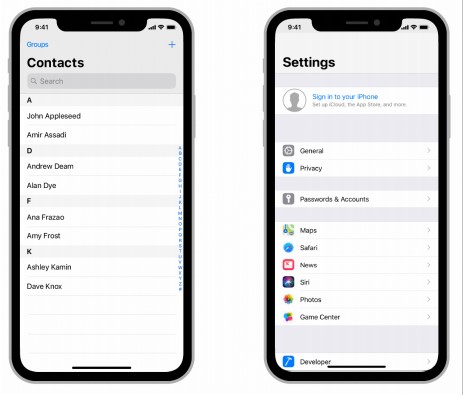 9:41
Groups
+
Contacts
Search
A
John Appleseed
Amir Assadi
D
Andrew Deam
Alan Dye
F
Ana Frazao
Amy Frost
K
Ashley Kamin
Dave Knox
A
B
C
D
E
F
G
H
I
J
K
L
M
N
O
P
Q
R
S
T
U
V
W
X
Y
Z
#
9:41
Settings
Sign in to your iPhone
Set up iCloud, the App Store, and more.
General
Privacy
Passwords & Accounts
Maps
Safari
News
Siri
Photos
Game Center
Developer